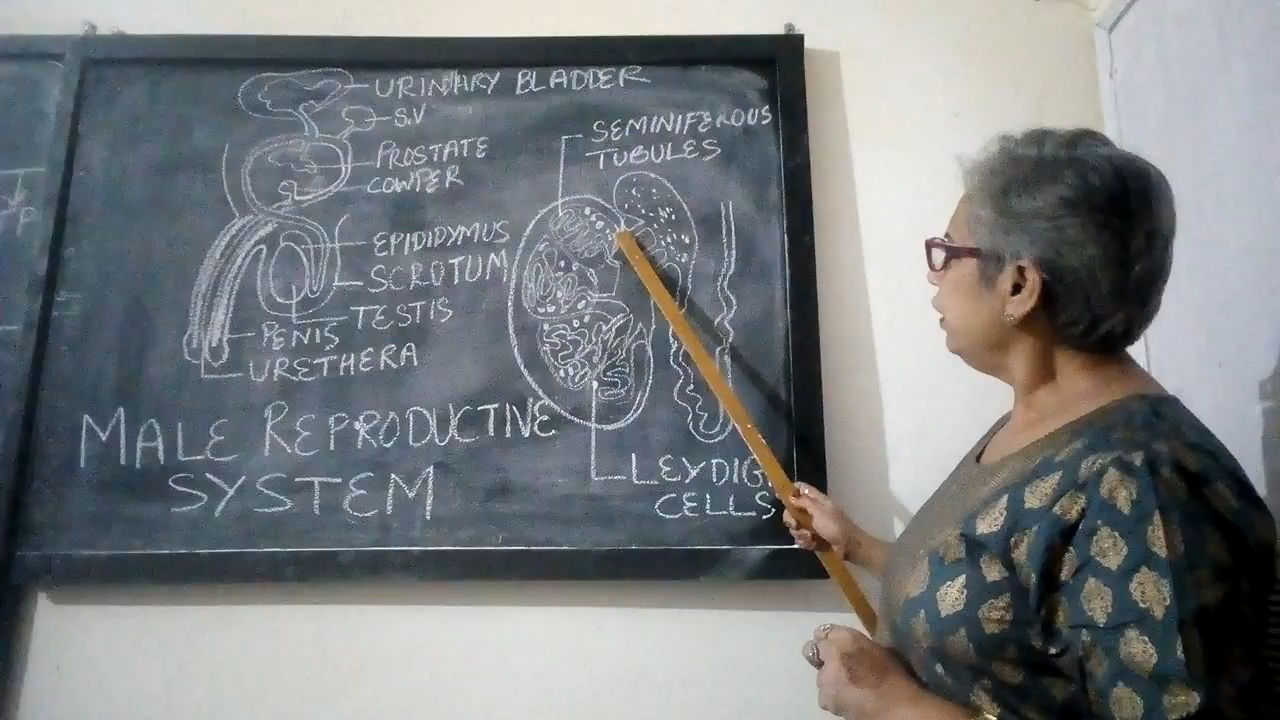 URINARY BLADDER
S.V
PROSTATE
COWPER
EPIDIDYMUS
SCROTUM
TESTIS
PENIS
URETHERA
MALE REPRODUCTIVE
SYSTEM
SEMINIFEROUS
TUBULES
LEYDIG
CELLS